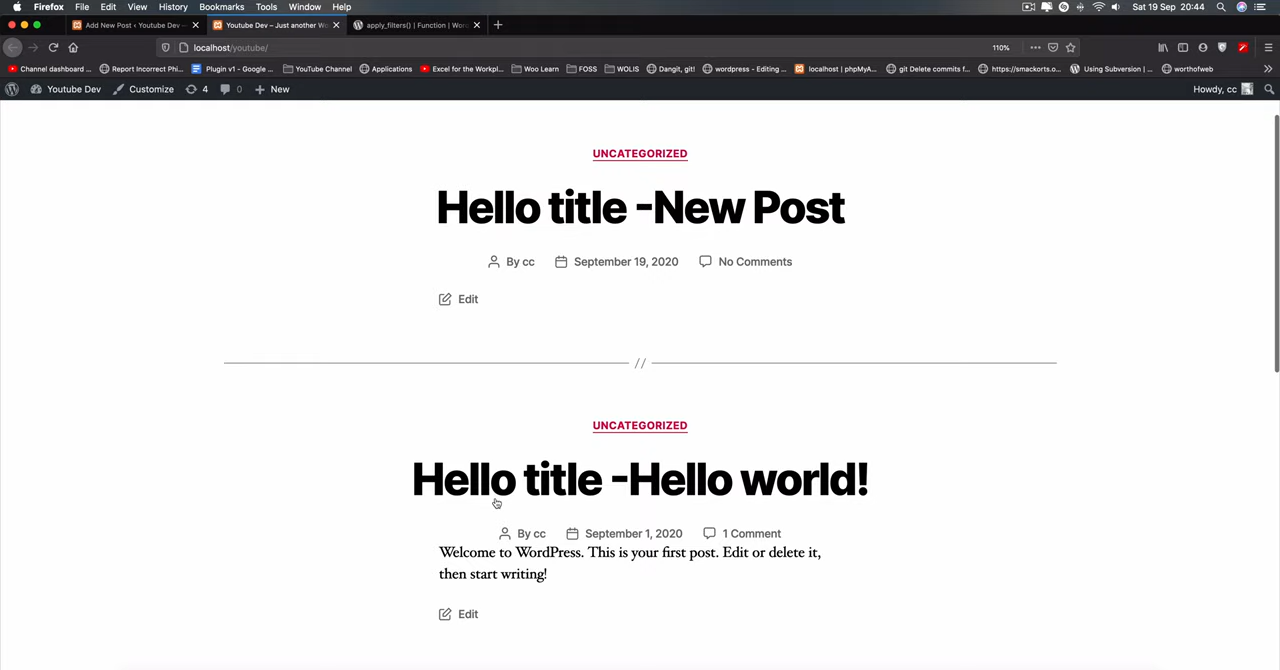 Firefox File Edit View History Bookmarks Tools Window Help Sat 19 Sep 20:44
Add New Post ‹ Youtube Dev — Youtube Dev – Just another Wo apply_filters() | Function | Wor
localhost/youtube/ 110%
Channel dashboard ... Report Incorrect Phi... Plugin v1 - Google ... YouTube Channel Applications Excel for the Workpl... Woo Learn FOSS WOLIS Dangit, git! wordpress - Editing ... localhost | phpMyA... git Delete commits f... https://smackorts.o... Using Subversion | ... worthofweb
Youtube Dev Customize 4 0 New Howdy, cc
UNCATEGORIZED
Hello title -New Post
By cc September 19, 2020 No Comments
Edit
//
UNCATEGORIZED
Hello title -Hello world!
By cc September 1, 2020 1 Comment
Welcome to WordPress. This is your first post. Edit or delete it,
then start writing!
Edit